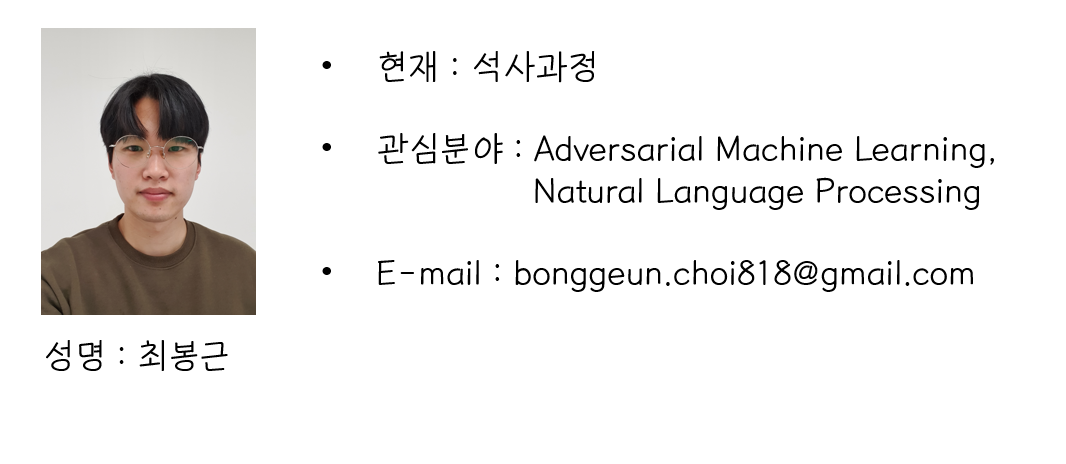 • 현재 : 석사과정
• 관심분야 : Adversarial Machine Learning,
Natural Language Processing
• E-mail : bonggeun.choi818@gmail.com
성명 : 최봉근